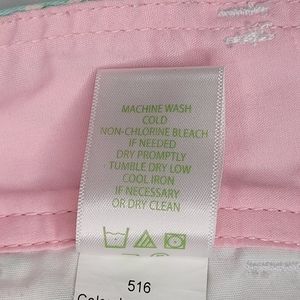 MACHINE WASH
COLD
NON-CHLORINE BLEACH
IF NEEDED
DRY PROMPTLY
TUMBLE DRY LOW
COOL IRON
IF NECESSARY
OR DRY CLEAN
516